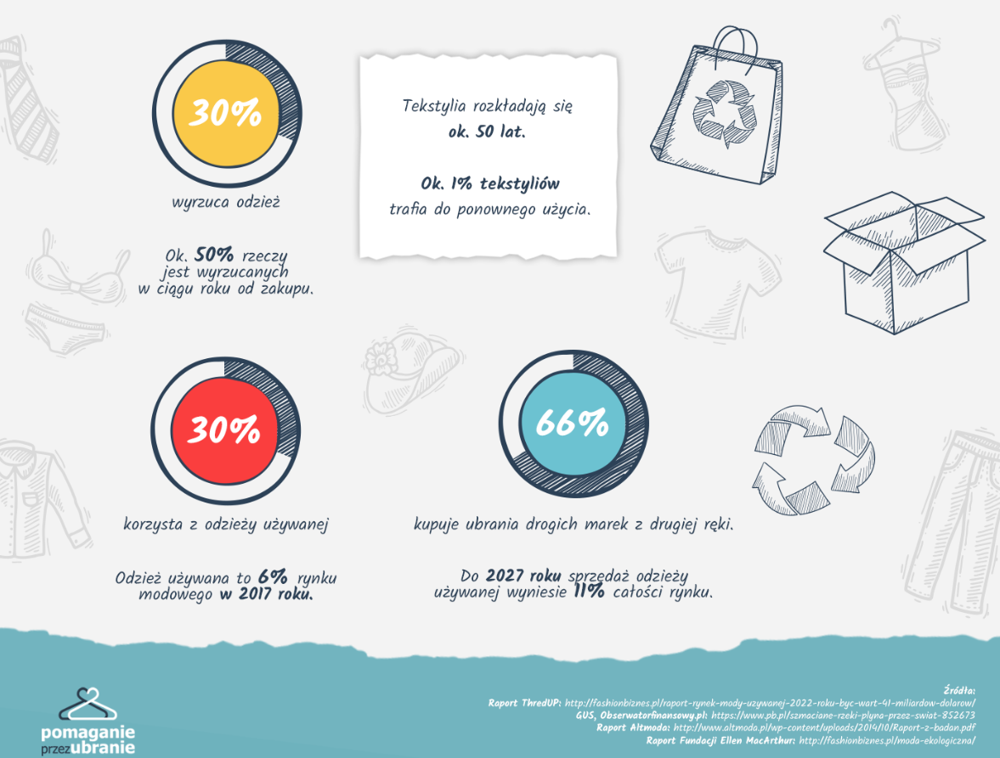 30%
wyrzuca odzież
Ok. 50% rzeczy
jest wyrzucanych
w ciągu roku od zakupu.
Tekstylia rozkładają się
ok. 50 lat.
Ok. 1% tekstyliów
trafia do ponownego użycia.
30%
korzysta z odzieży używanej
Odzież używana to 6% rynku
modowego w 2017 roku.
66%
kupuje ubrania drogich marek z drugiej ręki.
Do 2027 roku sprzedaż odzieży
używanej wyniesie 11% całości rynku.
pomaganie
przezubranie
Źródła:
Raport ThredUP: http://fashionbiznes.pl/raport-rynek-mody-uzywanej-2022-roku-byc-wart-41-miliardow-dolarow/
GUS, Obserwatorfinansowy.pl: https://www.pb.pl/szmaciane-rzeki-plyna-przez-swiat-852673
Raport Altmoda: http://www.altmoda.pl/wp-content/uploads/2014/10/Raport-z-badan.pdf
Raport Fundacji Ellen MacArthur: http://fashionbiznes.pl/moda-ekologiczna/